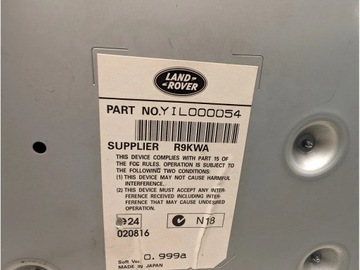 LAND
ROVER
PART NO. YIL000054
SUPPLIER R9KWA
THIS DEVICE COMPLIES WITH PART 15 OF
THE FCC RULES. OPERATION IS SUBJECT TO
THE FOLLOWING TWO CONDITIONS:
(1) THIS DEVICE MAY NOT CAUSE HARMFUL
INTERFERENCE.
(2) THIS DEVICE MUST ACCEPT ANY INTER-
FERENCE RECEIVED INCLUDING INTER-
FERENCE THAT MAY CAUSE UNDESIRED
OPERATION.
924 N18
020816
Soft Ver. 0.999a
MADE IN JAPAN